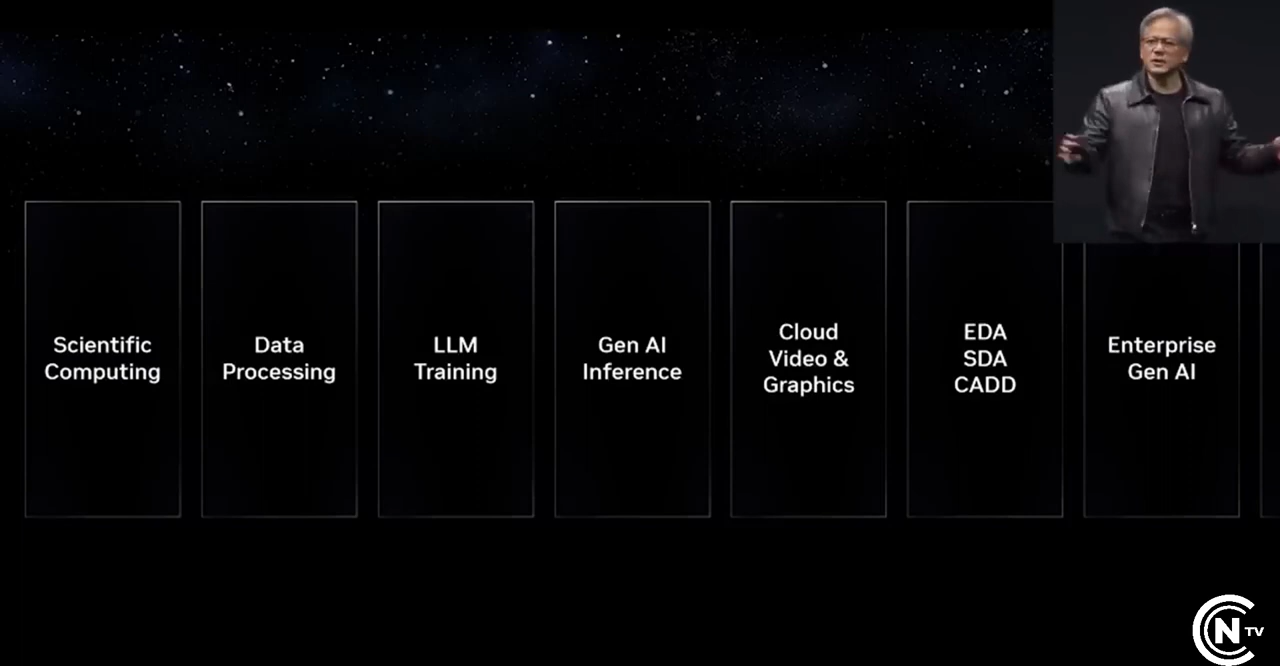 Scientific
Computing
Data
Processing
LLM
Training
Gen AI
Inference
Cloud
Video &
Graphics
EDA
SDA
CADD
Enterprise
Gen AI
CCN TV